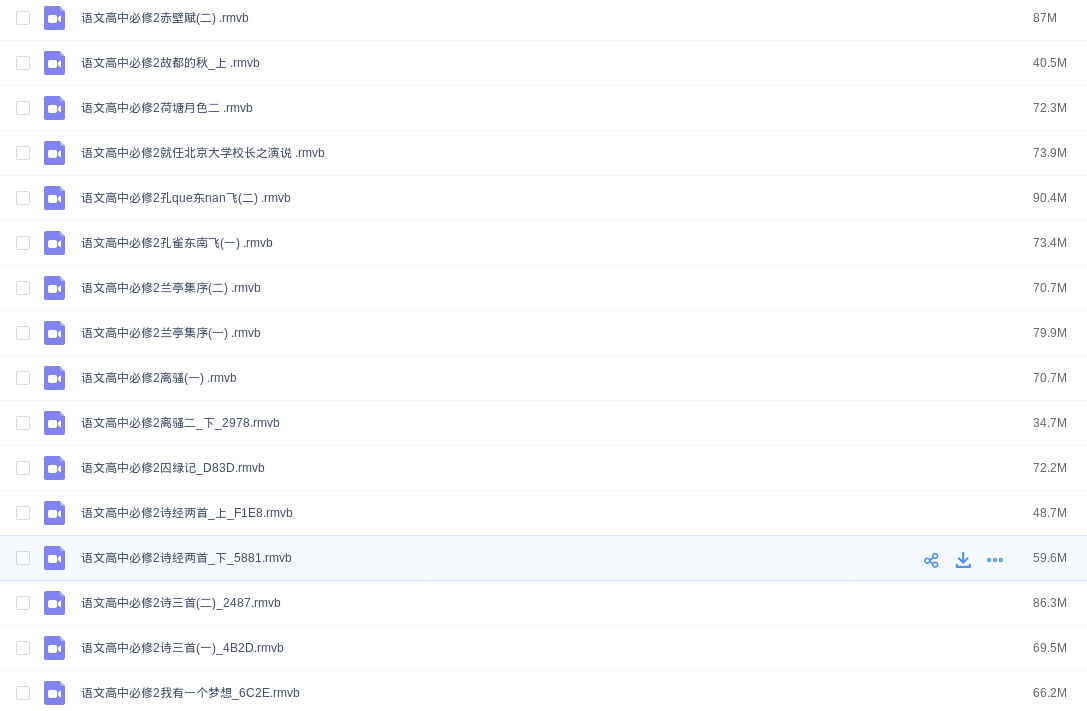 语文高中必修2赤壁赋(二) .rmvb 87M
语文高中必修2故都的秋_上 .rmvb 40.5M
语文高中必修2荷塘月色二 .rmvb 72.3M
语文高中必修2就任北京大学校长之演说 .rmvb 73.9M
语文高中必修2孔que东nan飞(二) .rmvb 90.4M
语文高中必修2孔雀东南飞(一) .rmvb 73.4M
语文高中必修2兰亭集序(二) .rmvb 70.7M
语文高中必修2兰亭集序(一) .rmvb 79.9M
语文高中必修2离骚(一) .rmvb 70.7M
语文高中必修2离骚二_下_2978.rmvb 34.7M
语文高中必修2囚绿记_D83D.rmvb 72.2M
语文高中必修2诗经两首_上_F1E8.rmvb 48.7M
语文高中必修2诗经两首_下_5881.rmvb 59.6M
语文高中必修2诗三首(二)_2487.rmvb 86.3M
语文高中必修2诗三首(一)_4B2D.rmvb 69.5M
语文高中必修2我有一个梦想_6C2E.rmvb 66.2M